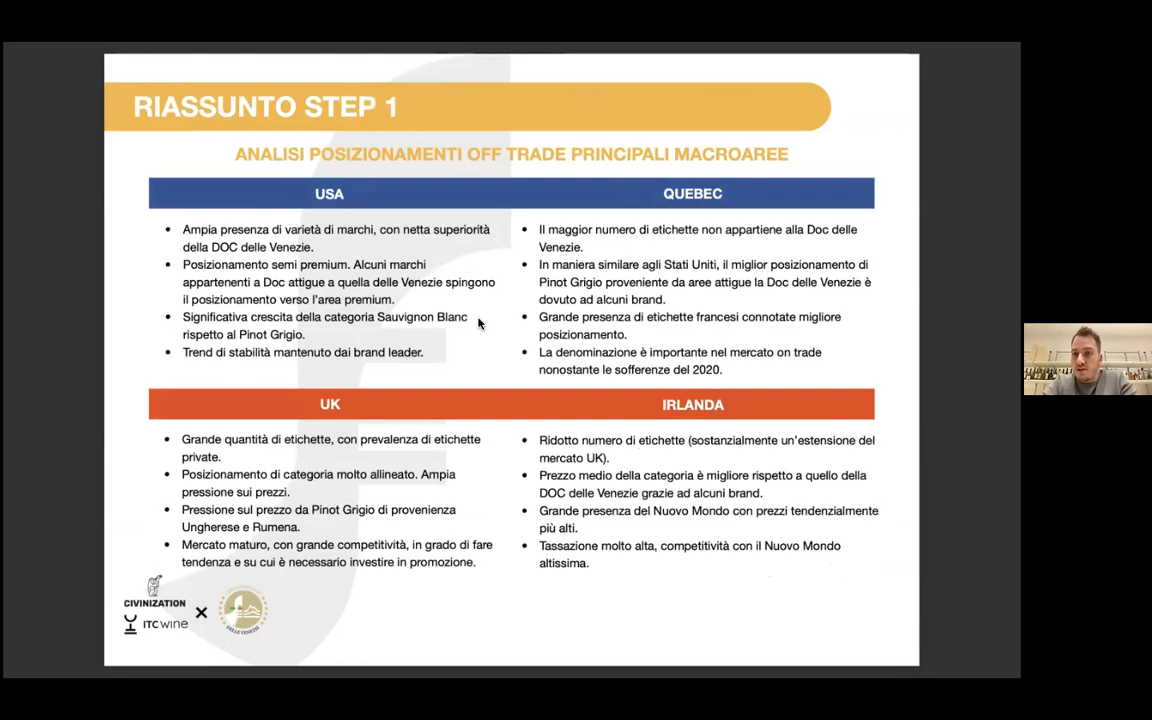 RIASSUNTO STEP 1
ANALISI POSIZIONAMENTI OFF TRADE PRINCIPALI MACROAREE
USA
• Ampia presenza di varietà di marchi, con netta superiorità
della DOC delle Venezie.
• Posizionamento semi premium. Alcuni marchi
appartenenti a Doc attigue a quella delle Venezie spingono
il posizionamento verso l'area premium.
• Significativa crescita della categoria Sauvignon Blanc
rispetto al Pinot Grigio.
• Trend di stabilità mantenuto dai brand leader.
QUEBEC
• Il maggior numero di etichette non appartiene alla Doc delle
Venezie.
• In maniera similare agli Stati Uniti, il miglior posizionamento di
Pinot Grigio proveniente da aree attigue la Doc delle Venezie è
dovuto ad alcuni brand.
• Grande presenza di etichette francesi connotate migliore
posizionamento.
• La denominazione è importante nel mercato on trade
nonostante le sofferenze del 2020.
UK
• Grande quantità di etichette, con prevalenza di etichette
private.
• Posizionamento di categoria molto allineato. Ampia
pressione sui prezzi.
• Pressione sul prezzo da Pinot Grigio di provenienza
Ungherese e Rumena.
• Mercato maturo, con grande competitività, in grado di fare
tendenza e su cui è necessario investire in promozione.
IRLANDA
• Ridotto numero di etichette (sostanzialmente un'estensione del
mercato UK).
• Prezzo medio della categoria è migliore rispetto a quello della
DOC delle Venezie grazie ad alcuni brand.
• Grande presenza del Nuovo Mondo con prezzi tendenzialmente
più alti.
• Tassazione molto alta, competitività con il Nuovo Mondo
altissima.
CIVINIZATION
ITCWINE
X
DELLE VENEZIE